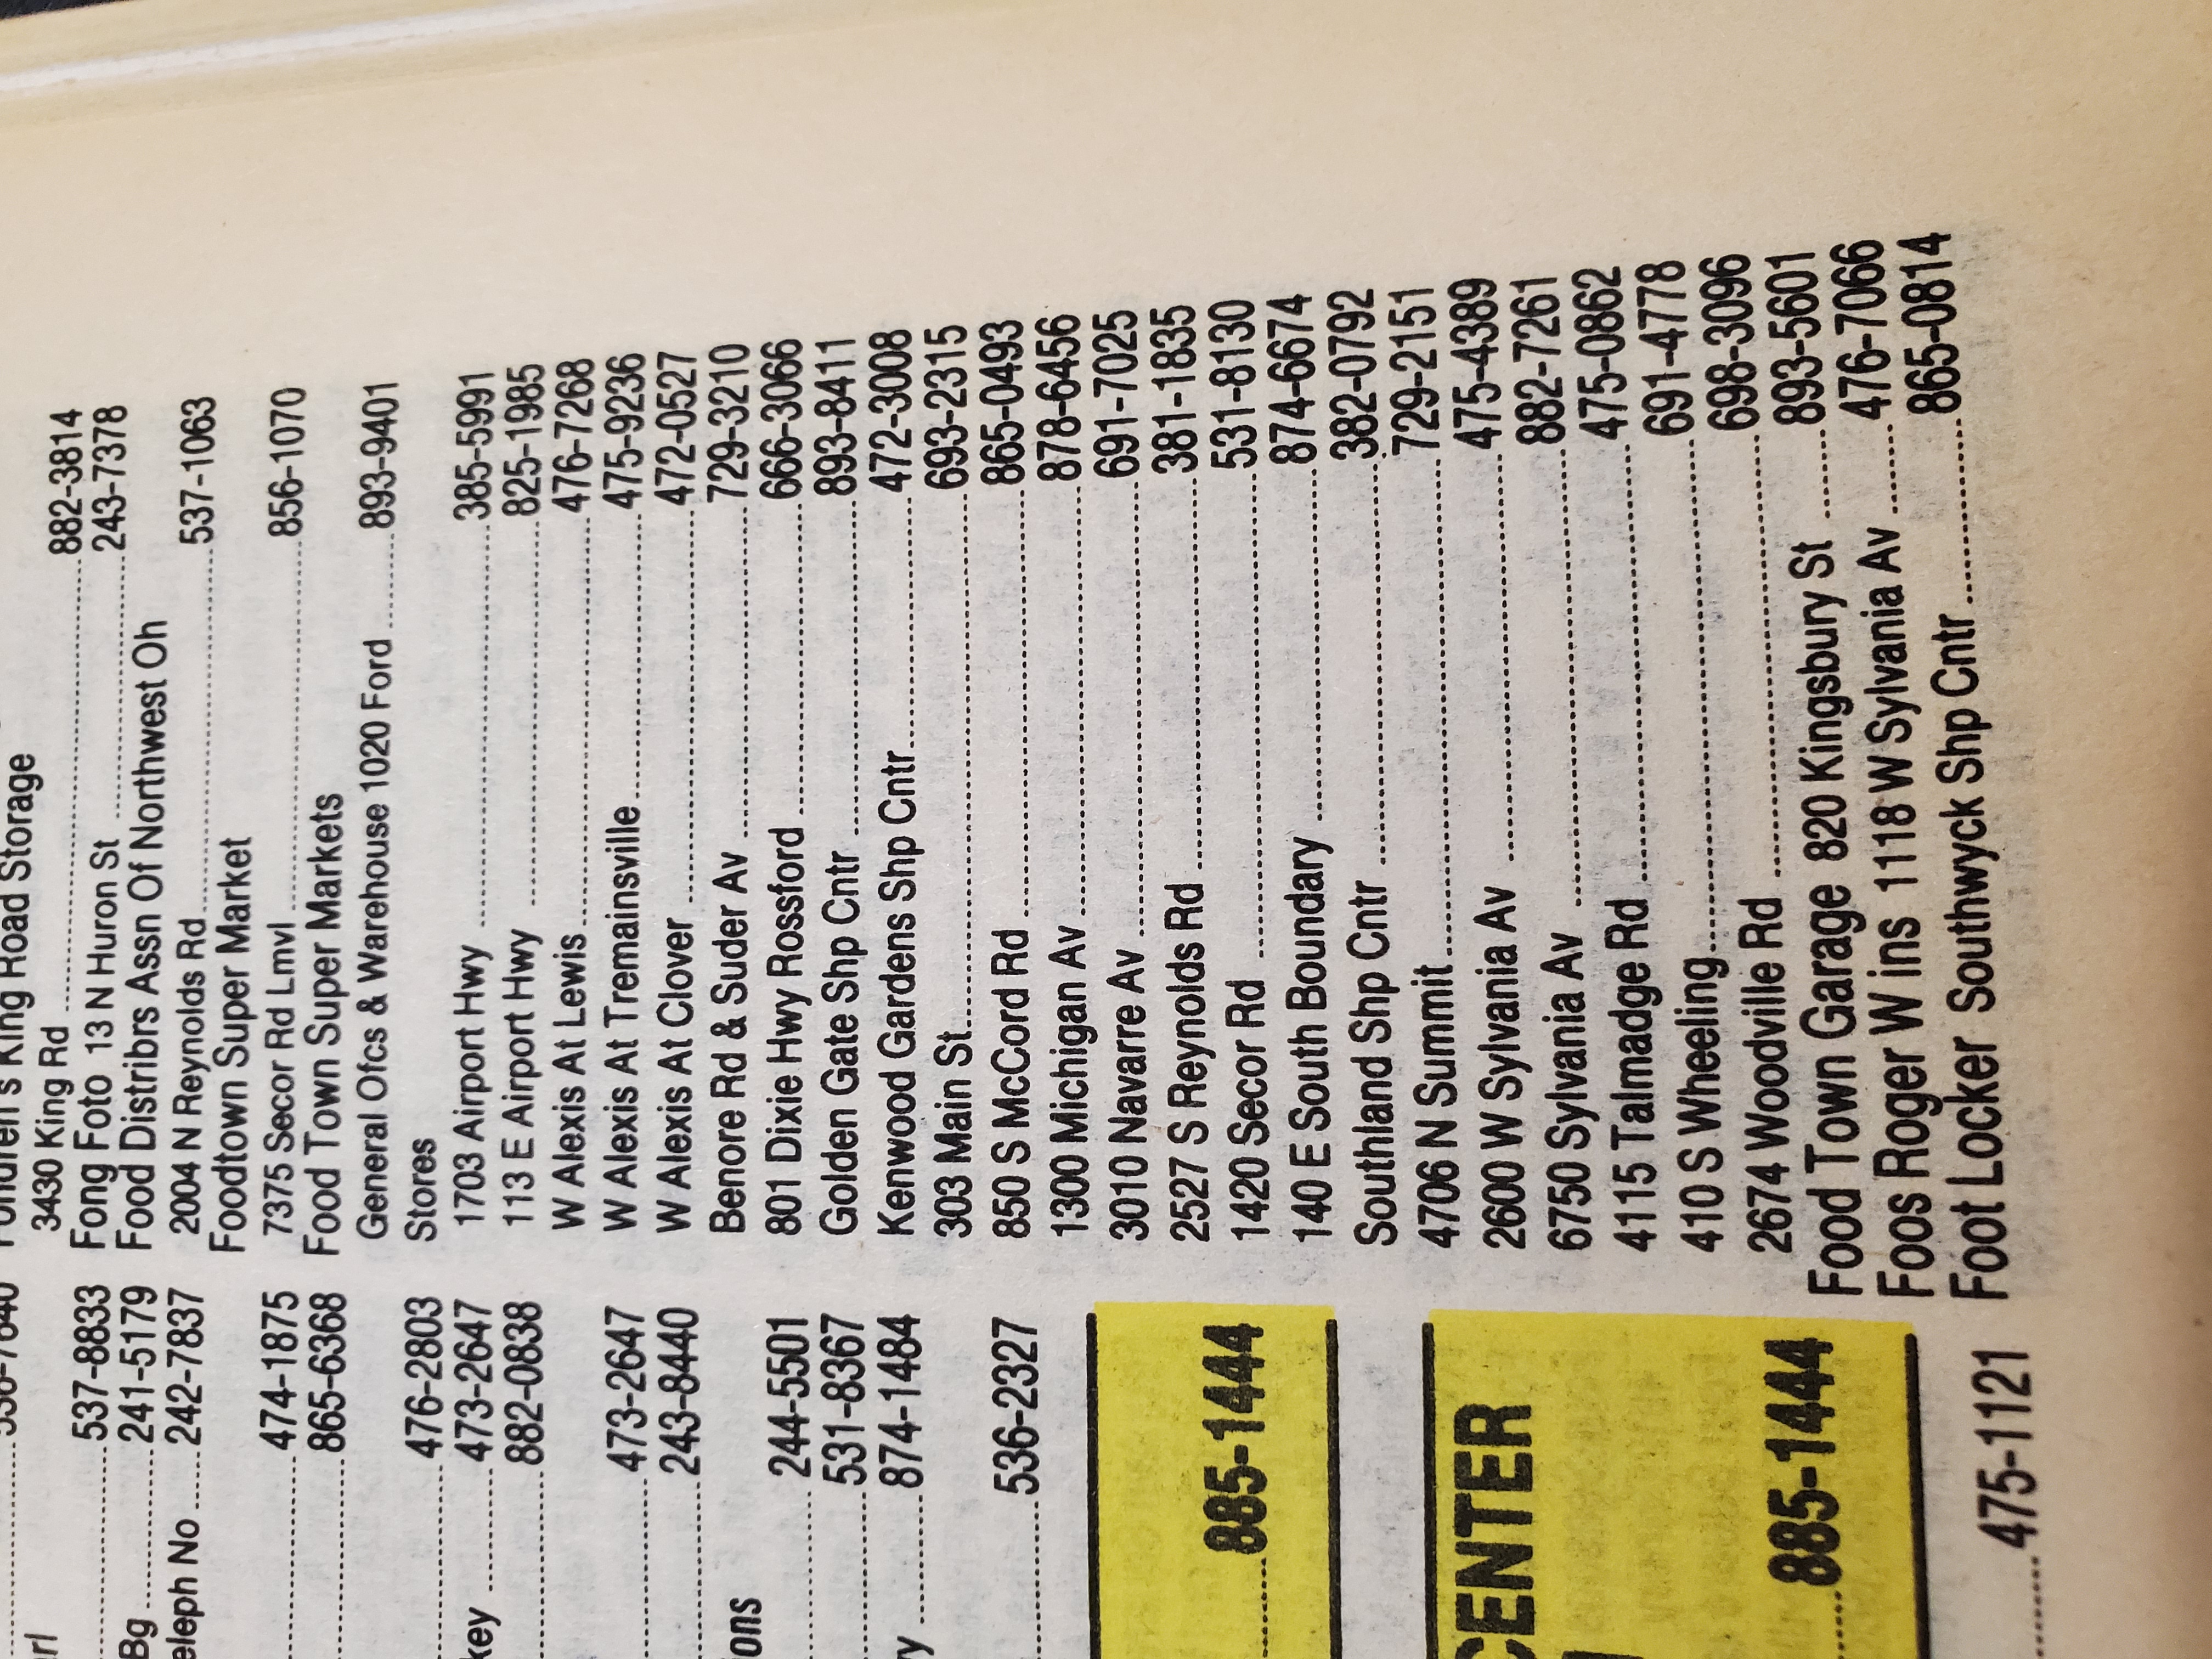 538-7640
rl
537-8833
Bg 241-5179
eleph No 242-7837
474-1875
865-6368
476-2803
key 473-2647
882-0838
473-2647
243-8440
ons
244-5501
531-8367
y 874-1484
536-2327
885-1444
CENTER
885-1444
475-1121
King Road Storage
3430 King Rd 882-3814
Fong Foto 13 N Huron St 243-7378
Food Distribrs Assn Of Northwest Oh
2004 N Reynolds Rd 537-1063
Foodtown Super Market
7375 Secor Rd Lmvl 856-1070
Food Town Super Markets
General Ofcs & Warehouse 1020 Ford 893-9401
Stores
1703 Airport Hwy 385-5991
113 E Airport Hwy 825-1985
W Alexis At Lewis 476-7268
W Alexis At Tremainsville 475-9236
W Alexis At Clover 472-0527
Benore Rd & Suder Av 729-3210
801 Dixie Hwy Rossford 666-3066
Golden Gate Shp Cntr 893-8411
Kenwood Gardens Shp Cntr 472-3008
303 Main St 693-2315
850 S McCord Rd 865-0493
1300 Michigan Av 878-6456
3010 Navarre Av 691-7025
2527 S Reynolds Rd 381-1835
1420 Secor Rd 531-8130
140 E South Boundary 874-6674
Southland Shp Cntr 382-0792
4706 N Summit 729-2151
2600 W Sylvania Av 475-4389
6750 Sylvania Av 882-7261
4115 Talmadge Rd 475-0862
410 S Wheeling 691-4778
2674 Woodville Rd 698-3096
Food Town Garage 820 Kingsbury St 893-5601
Foos Roger W ins 1118 W Sylvania Av 476-7066
Foot Locker Southwyck Shp Cntr 865-0814